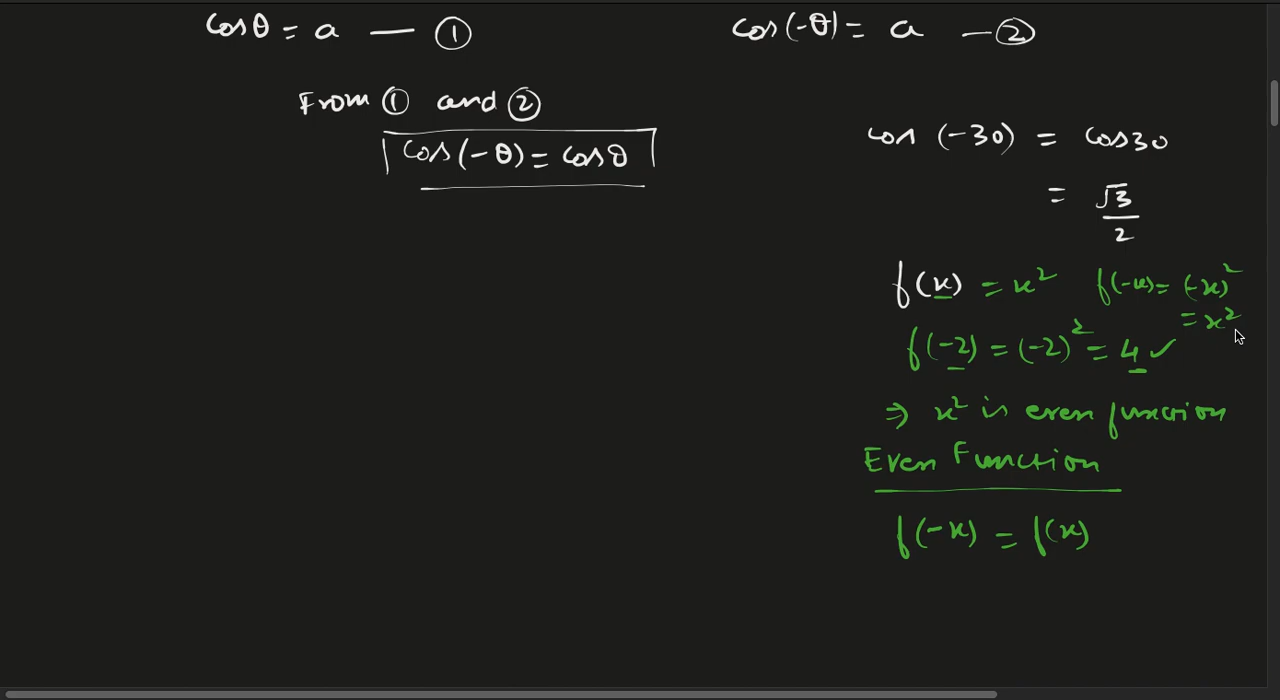 cosθ = a — ①
cos(-θ) = a — ②
From ① and ②
cos(-θ) = cosθ
cos (-30) = cos30
= √3/2
f(x) = x² f(-x) = (-x)²
= x²
f(-2) = (-2)² = 4 ✓
⇒ x² is even function
Even Function
f(-x) = f(x)